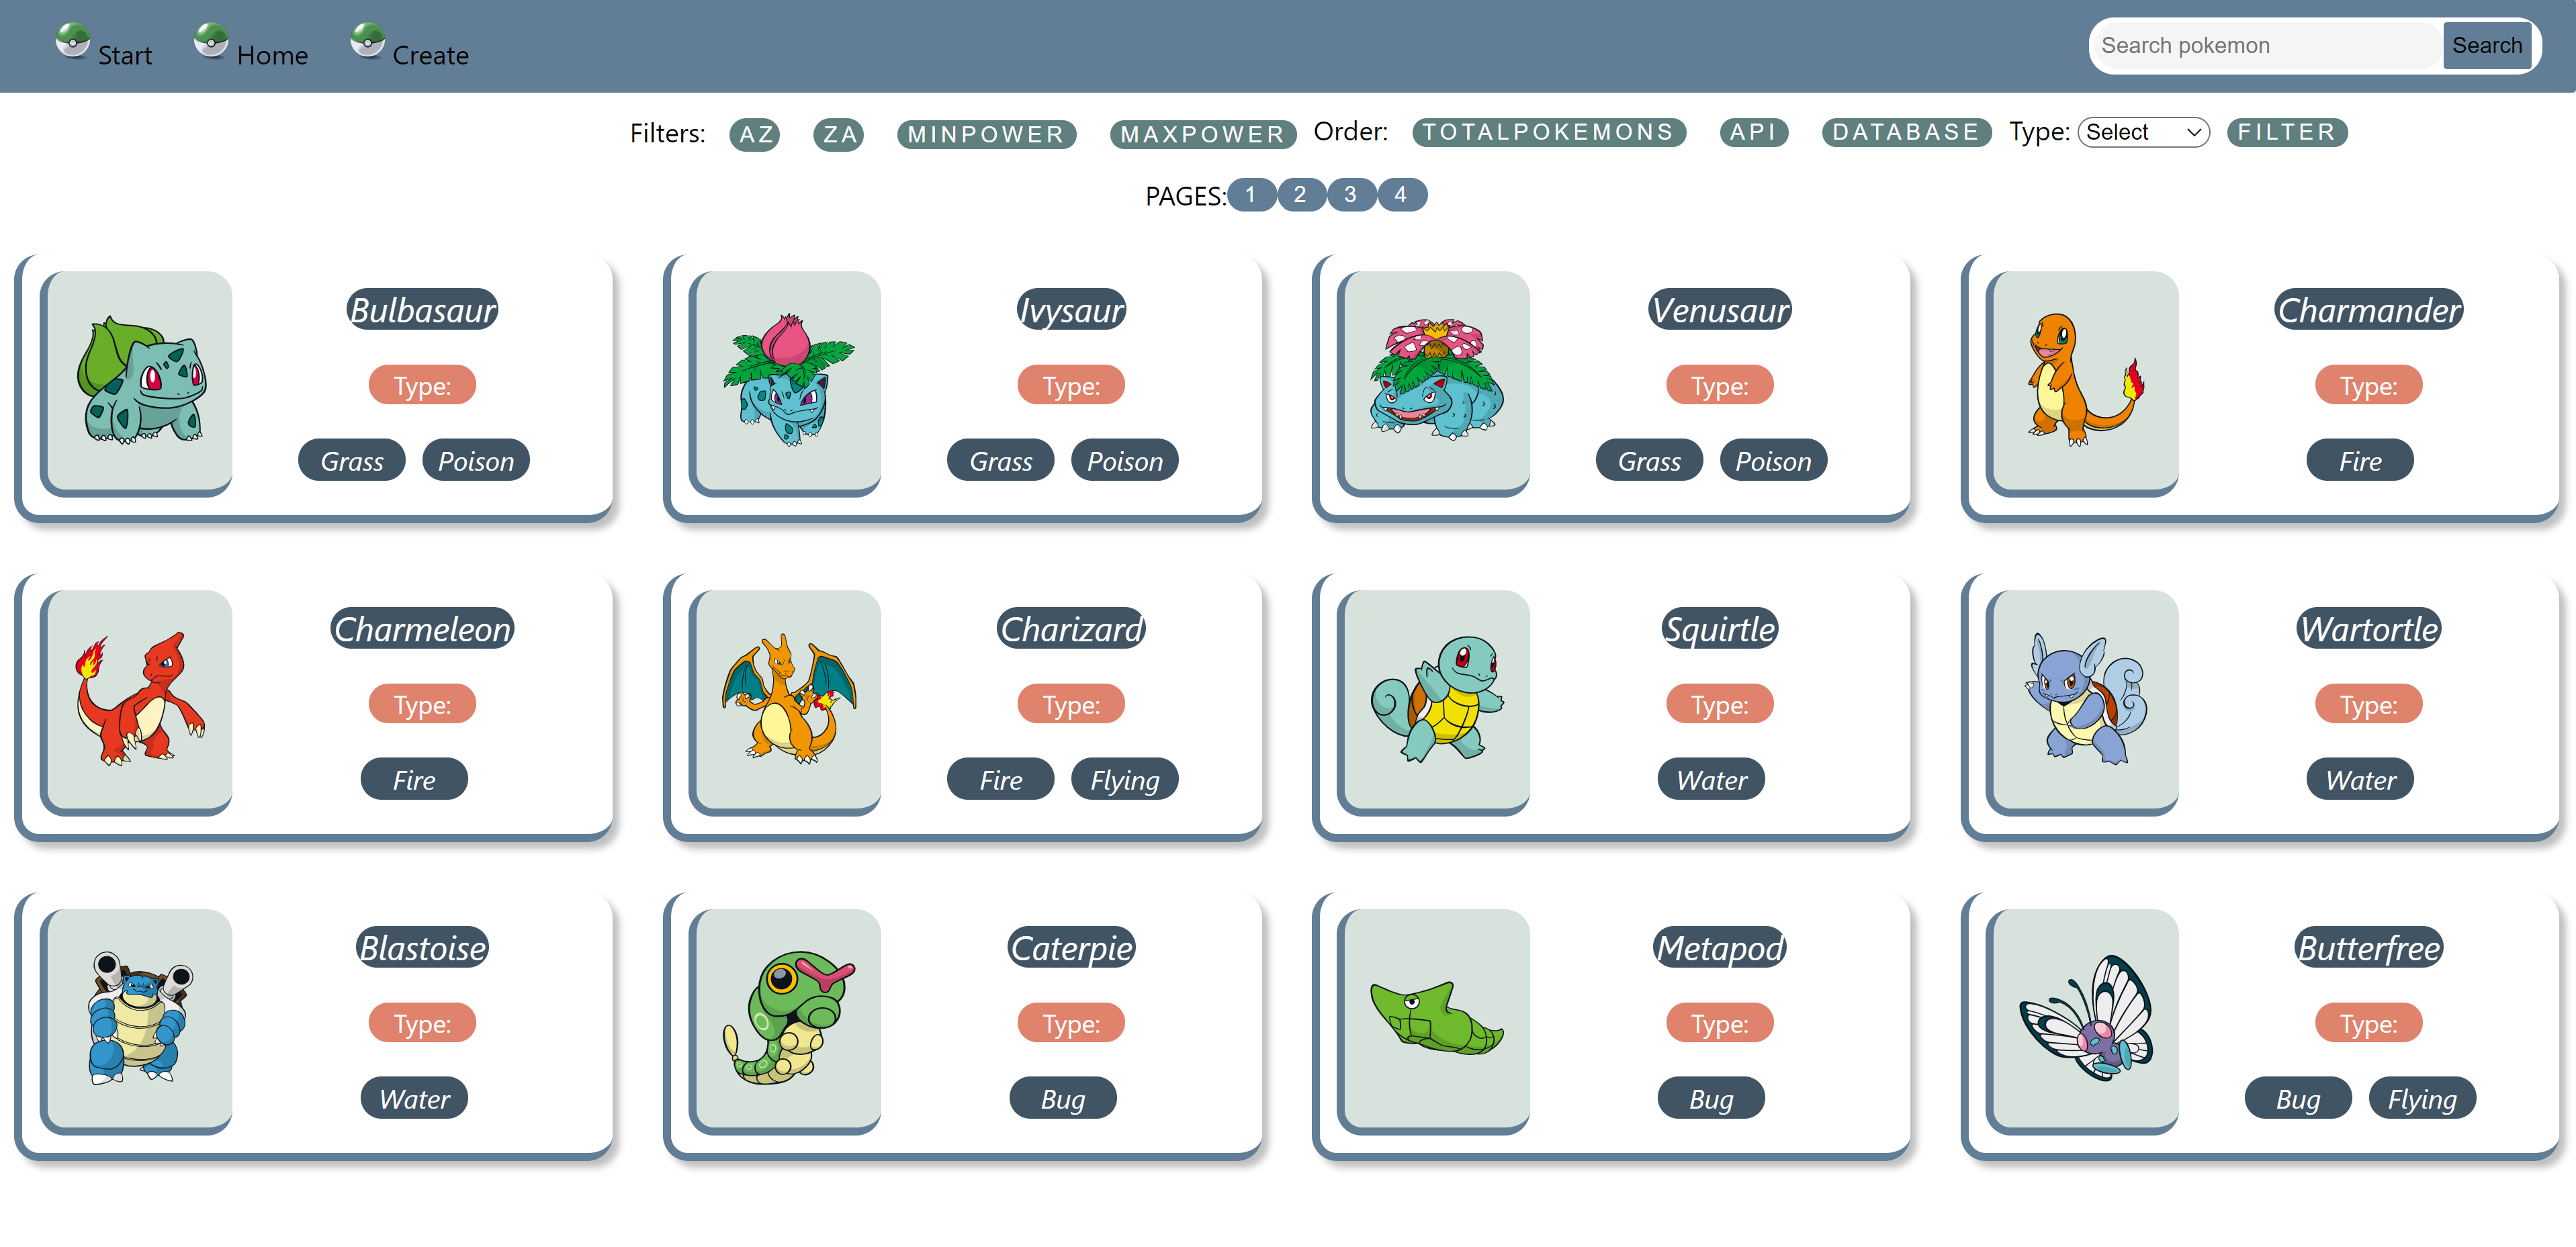 Start Home Create Search pokemon Search
Filters: AZ ZA MINPOWER MAXPOWER Order: TOTALPOKEMONS API DATABASE Type: Select FILTER
PAGES: 1 2 3 4
Bulbasaur Ivysaur Venusaur Charmander
Type: Type: Type: Type:
Grass Poison Grass Poison Grass Poison Fire
Charmeleon Charizard Squirtle Wartortle
Type: Type: Type: Type:
Fire Fire Flying Water Water
Blastoise Caterpie Metapod Butterfree
Type: Type: Type: Type:
Water Bug Bug Bug Flying